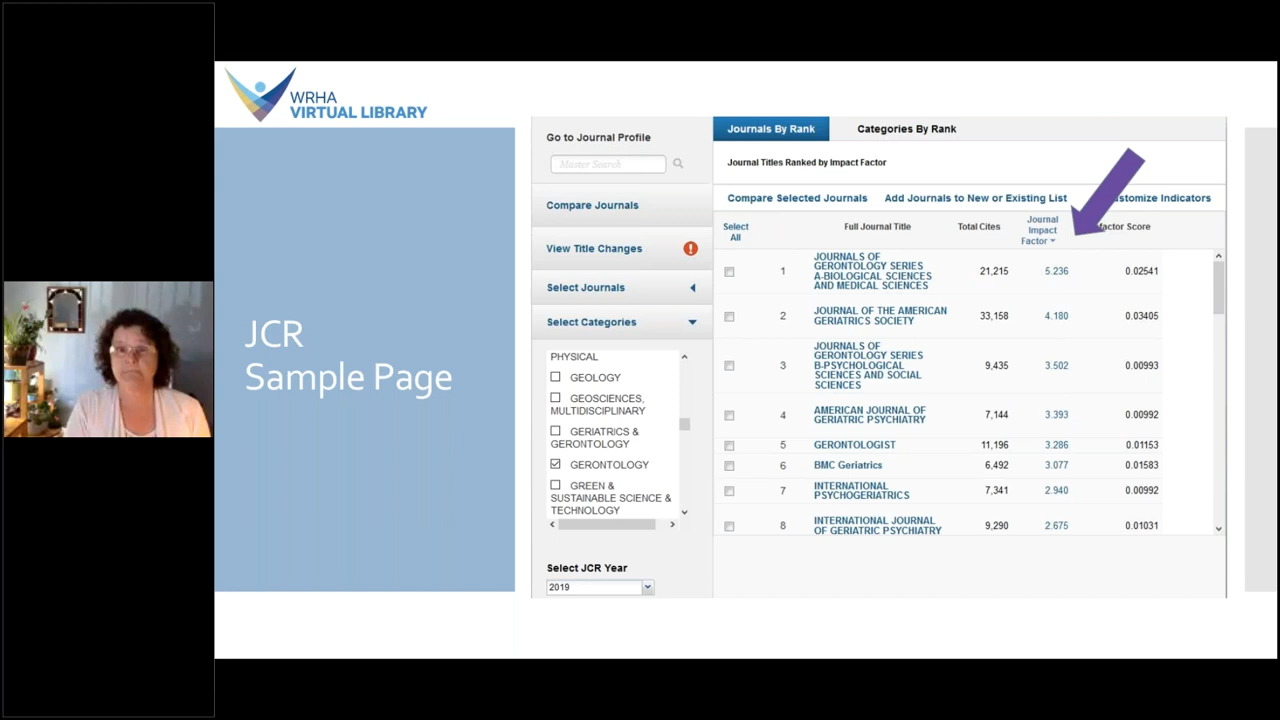 WRHA
VIRTUAL LIBRARY
JCR
Sample Page
Go to Journal Profile
Master Search
Compare Journals
View Title Changes
Select Journals
Select Categories
PHYSICAL
GEOLOGY
GEOSCIENCES,
MULTIDISCIPLINARY
GERIATRICS &
GERONTOLOGY
GERONTOLOGY
GREEN &
SUSTAINABLE SCIENCE &
TECHNOLOGY
Select JCR Year
2019
Journals By Rank Categories By Rank
Journal Titles Ranked by Impact Factor
Compare Selected Journals Add Journals to New or Existing List ustomize Indicators
Select
All
Full Journal Title
Total Cites
Journal
Impact
Factor
factor Score
1
JOURNALS OF
GERONTOLOGY SERIES
A-BIOLOGICAL SCIENCES
AND MEDICAL SCIENCES
21,215 5.236 0.02541
2
JOURNAL OF THE AMERICAN
GERIATRICS SOCIETY
33,158 4.180 0.03405
3
JOURNALS OF
GERONTOLOGY SERIES
B-PSYCHOLOGICAL
SCIENCES AND SOCIAL
SCIENCES
9,435 3.502 0.00993
4
AMERICAN JOURNAL OF
GERIATRIC PSYCHIATRY
7,144 3.393 0.00992
5 GERONTOLOGIST 11,196 3.286 0.01153
6 BMC Geriatrics 6,492 3.077 0.01583
7
INTERNATIONAL
PSYCHOGERIATRICS
7,341 2.940 0.00992
8
INTERNATIONAL JOURNAL
OF GERIATRIC PSYCHIATRY
9,290 2.675 0.01031